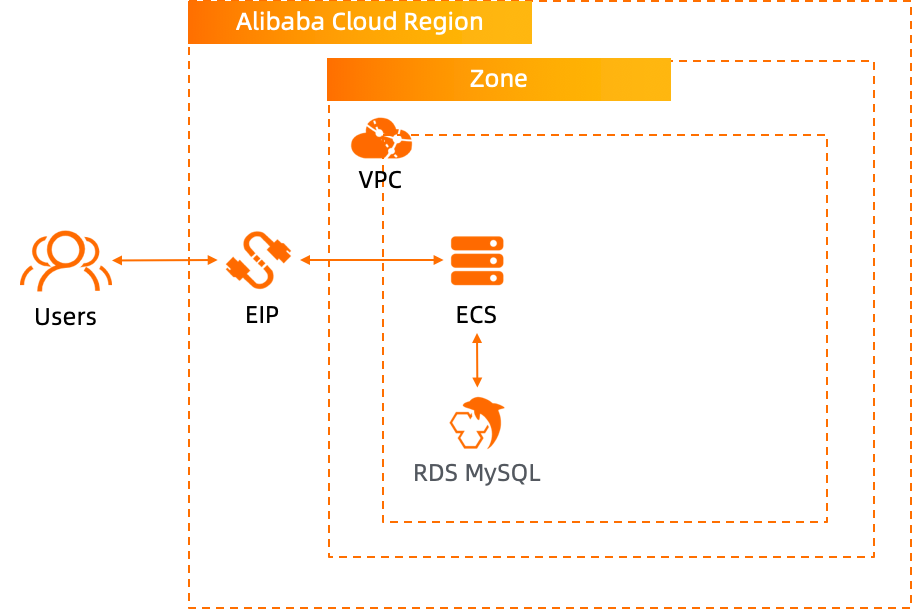 Alibaba Cloud Region
Zone
VPC
Users
EIP
ECS
RDS MySQL